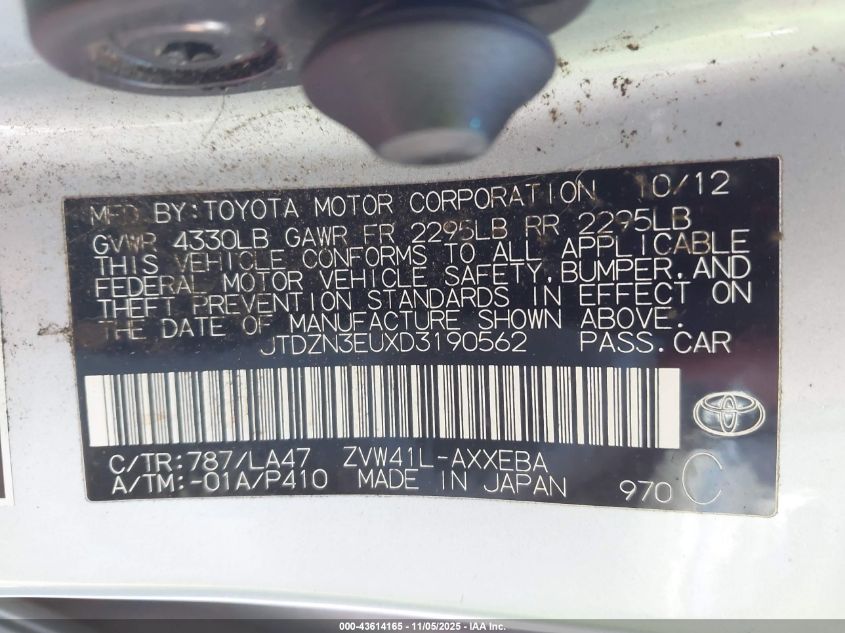 MFD BY:TOYOTA MOTOR CORPORATION 10/12
GVWR 4330LB GAWR FR 2295LB RR 2295LB
THIS VEHICLE CONFORMS TO ALL APPLICABLE
FEDERAL MOTOR VEHICLE SAFETY,BUMPER,AND
THEFT PREVENTION STANDARDS IN EFFECT ON
THE DATE OF MANUFACTURE SHOWN ABOVE.
JTDZN3EUXD3190562 PASS.CAR
C/TR:787/LA47 ZVW41L-AXXEBA
A/TM:-01A/P410 MADE IN JAPAN 970 C
000-43614165 - 11/05/2025 - IAA Inc.